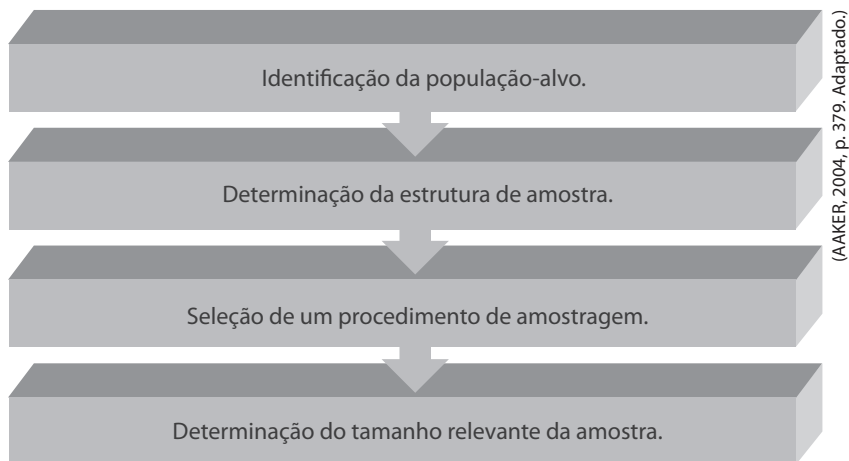 Identificação da população-alvo.
Determinação da estrutura de amostra.
Seleção de um procedimento de amostragem.
Determinação do tamanho relevante da amostra.
(AAKER, 2004, p. 379. Adaptado.)